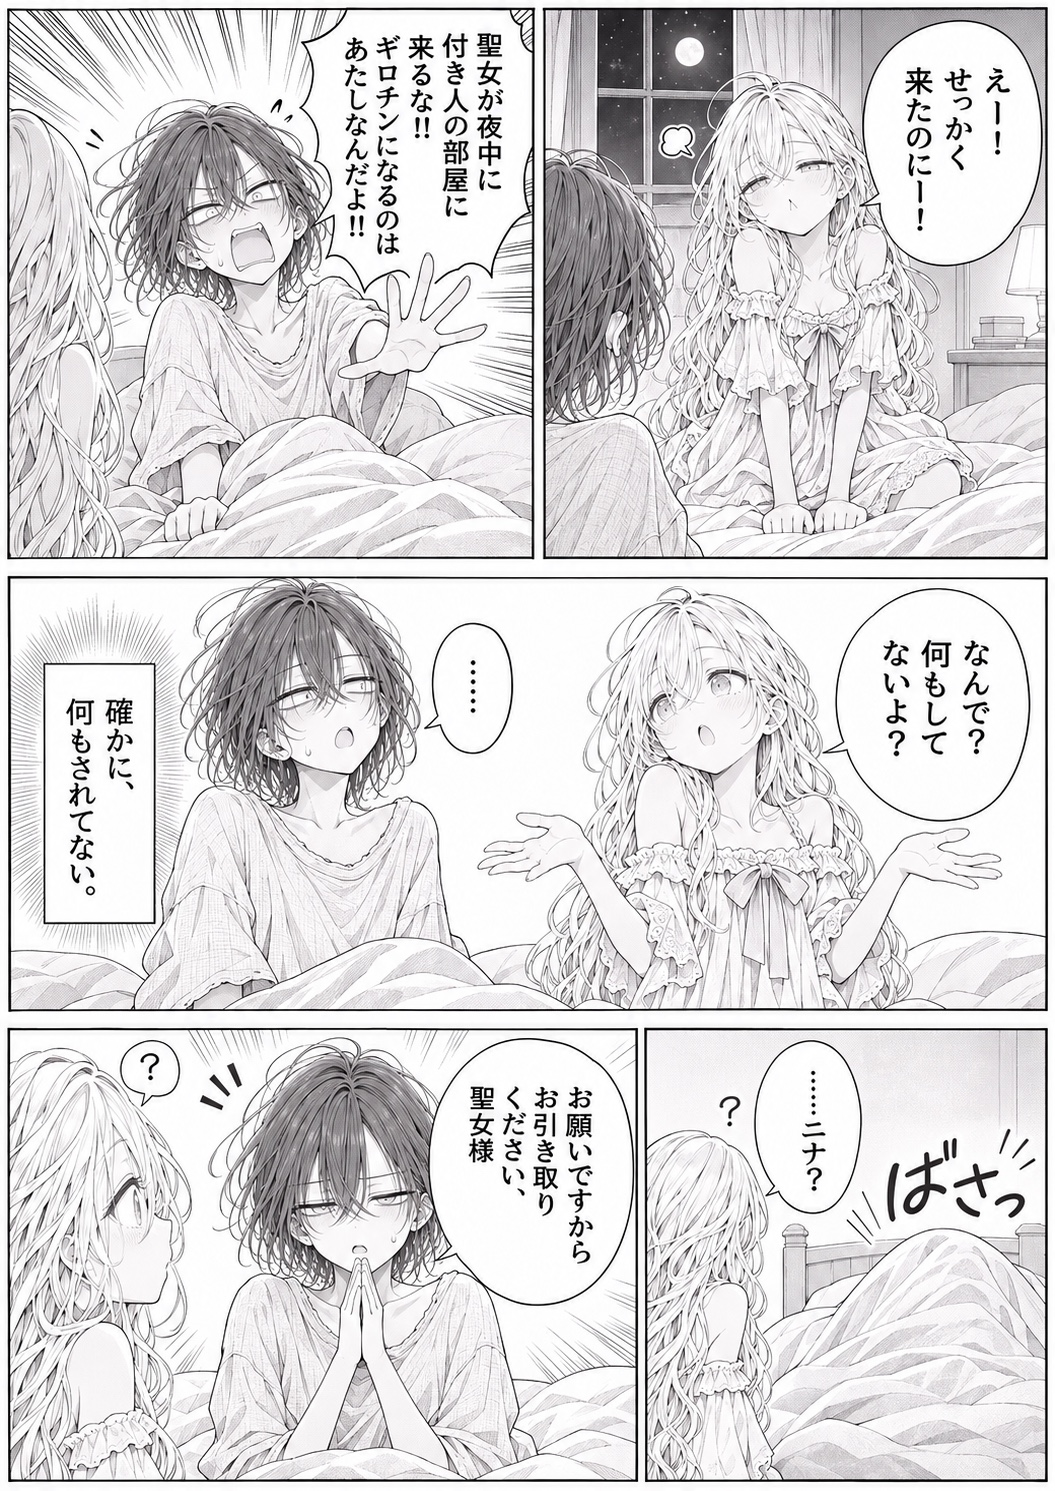 えー！
せっかく
来たのにー！
聖女が夜中に
付き人の部屋に
来るな！！
ギロチンになるのは
あたしなんだよ！！
なんで？
何もして
ないよ？
……
確かに、
何もされてない。
……ニナ？
？
ばさっ
お願いですから
お引き取り
ください、
聖女様
？